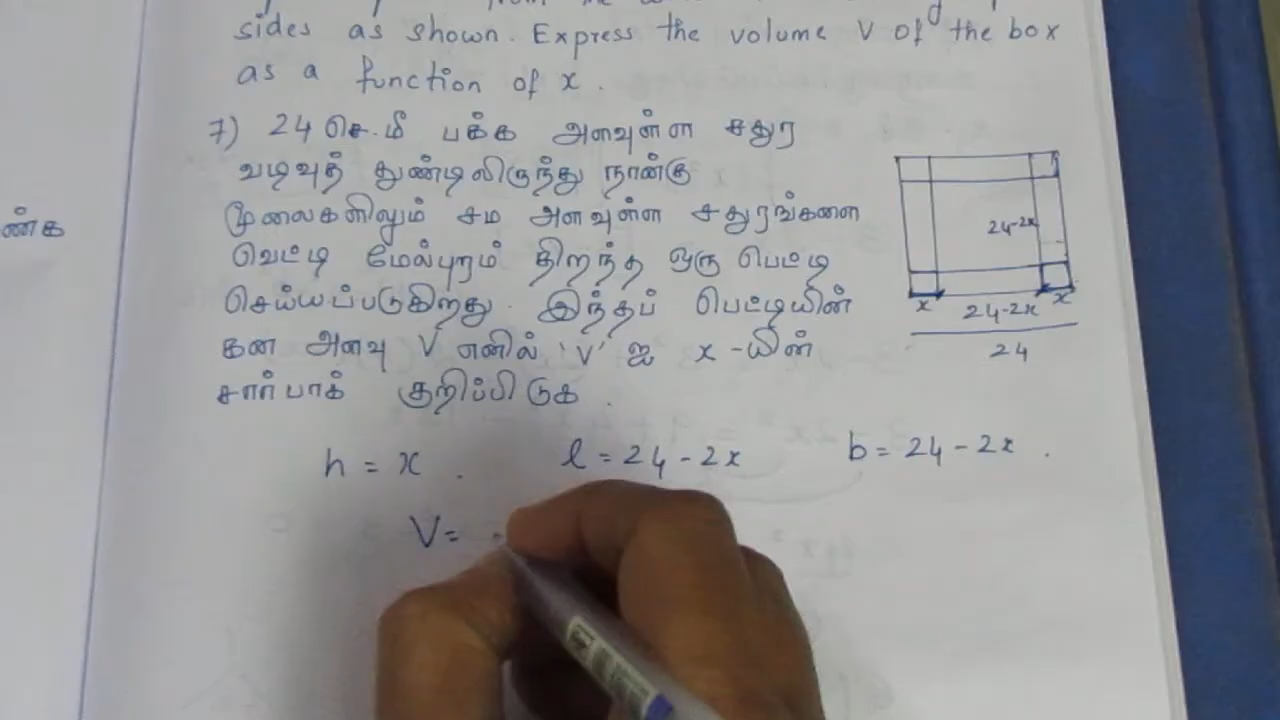 sides as shown. Express the volume V of the box
as a function of x.
7) 24 செ.மீ பக்க அளவுள்ள சதுர
வடிவத் துண்டிலிருந்து நான்கு
மூலைகளிலும் சம அளவுள்ள சதுரங்களை
வெட்டி மேல்புறம் திறந்த ஒரு பெட்டி
செய்யப்படுகிறது. இந்தப் பெட்டியின்
கன அளவு V எனில் 'V' ஐ x-யின்
சார்பாக் குறிப்பிடுக.
24-2x
x 24-2x x
24
ண்க
h = x. l = 24 - 2x b = 24 - 2x.
V =